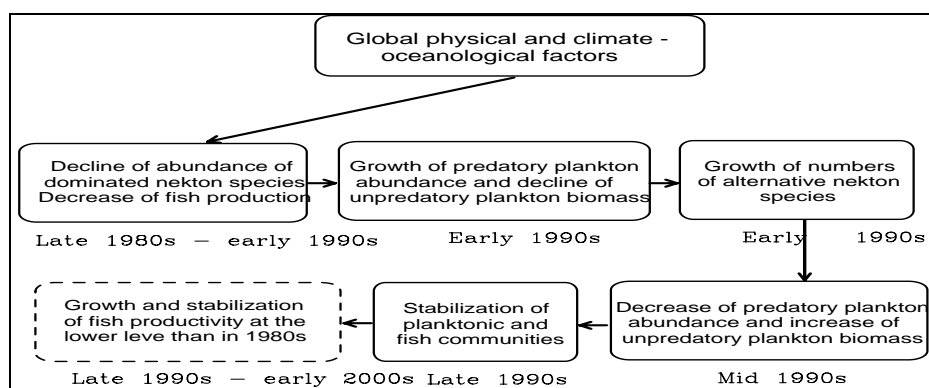 Global physical and climate -
oceanological factors
Decline of abundance of
dominated nekton species
Decrease of fish production
Late 1980s – early 1990s
Growth of predatory plankton
abundance and decline of
unpredatory plankton biomass
Early 1990s
Growth of numbers
of alternative nekton
species
Early 1990s
Decrease of predatory plankton
abundance and increase of
unpredatory plankton biomass
Mid 1990s
Stabilization of
planktonic and
fish communities
Late 1990s
Growth and stabilization
of fish productivity at the
lower leve than in 1980s
Late 1990s – early 2000s